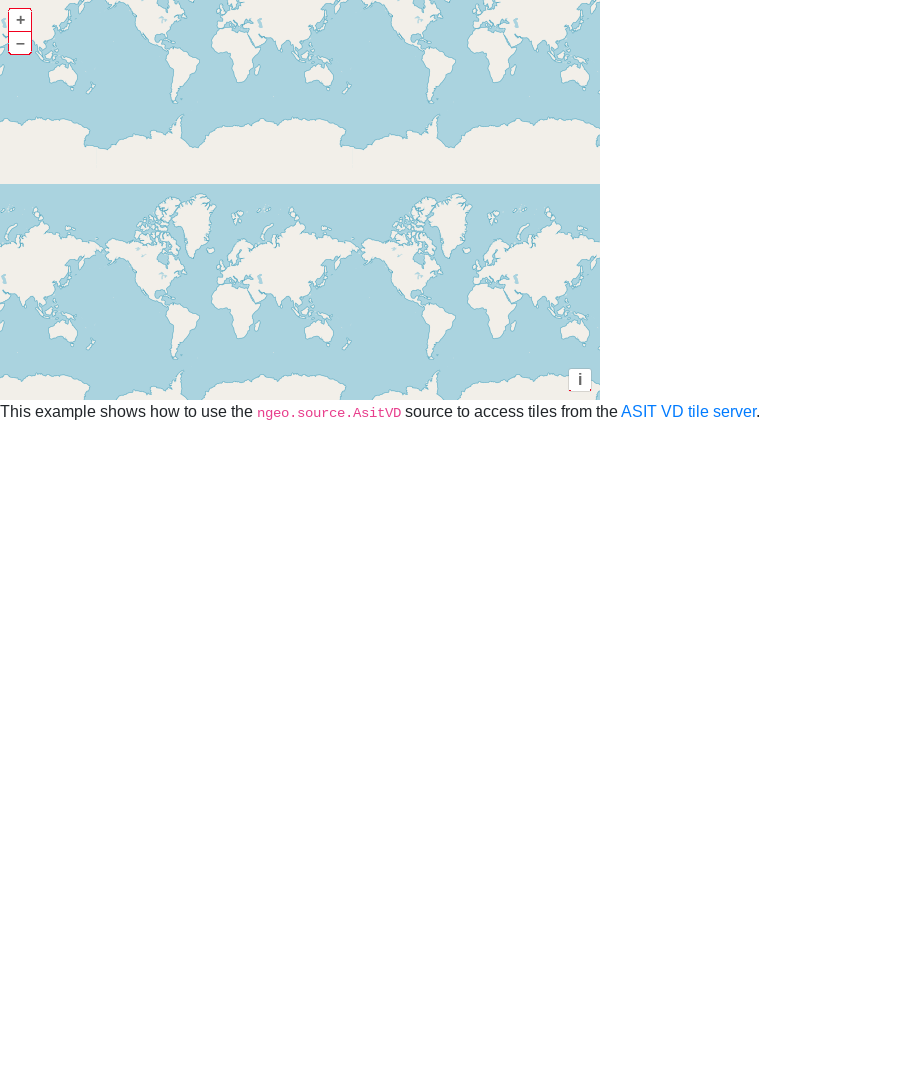 +
−
i
This example shows how to use the ngeo.source.AsitVD source to access tiles from the ASIT VD tile server.